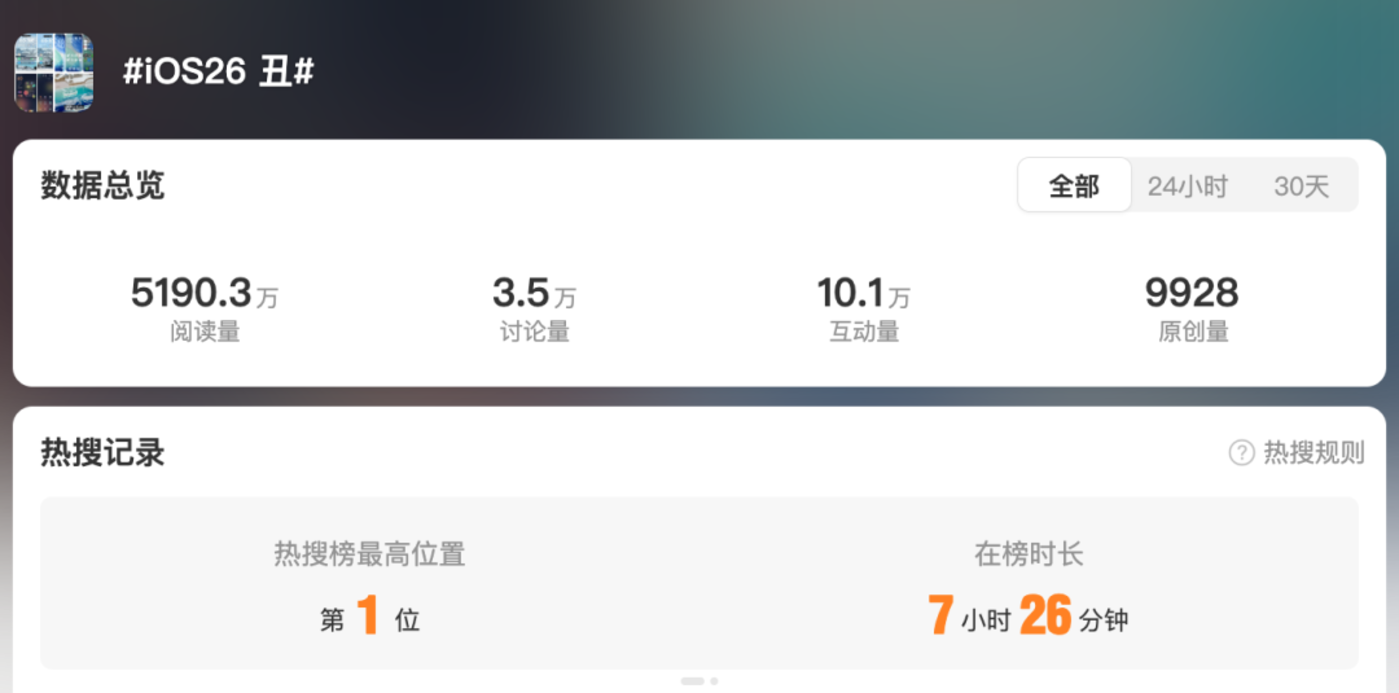 #iOS26 丑#
数据总览
全部 24小时 30天
5190.3万 3.5万 10.1万 9928
阅读量 讨论量 互动量 原创量
热搜记录 ? 热搜规则
热搜榜最高位置 在榜时长
第 1 位 7 小时 26 分钟